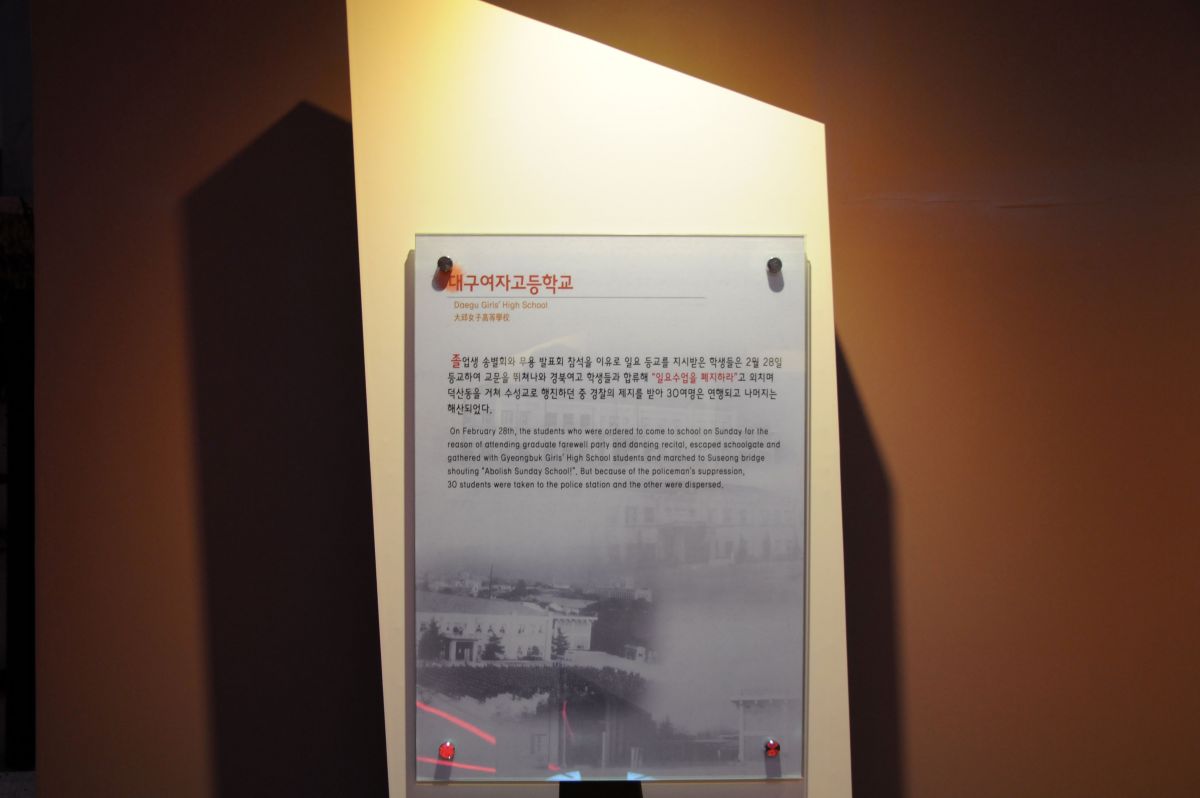 대구여자고등학교
Daegu Girls' High School
大邱女子高等學校
졸업생 송별회와 무용 발표회 참석을 이유로 일요 등교를 지시받은 학생들은 2월 28일
등교하여 교문을 뛰쳐나와 경북여고 학생들과 합류해 "일요수업을 폐지하라"고 외치며
덕산동을 거쳐 수성교로 행진하던 중 경찰의 제지를 받아 30여명은 연행되고 나머지는
해산되었다.
On February 28th, the students who were ordered to come to school on Sunday for the
reason of attending graduate farewell party and dancing recital, escaped schoolgate and
gathered with Gyeongbuk Girls' High School students and marched to Suseong bridge
shouting "Abolish Sunday School!". But because of the policeman's suppression,
30 students were taken to the police station and the other were dispersed.